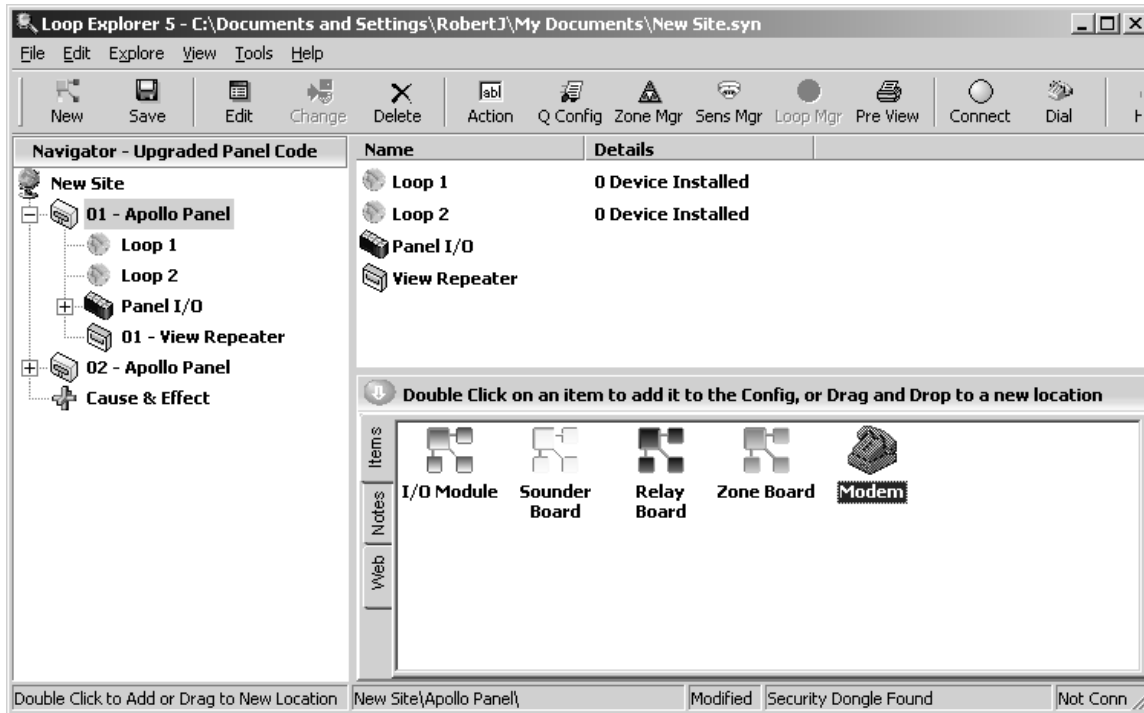 Loop Explorer 5 - C:\Documents and Settings\RobertJ\My Documents\New Site.syn
File Edit Explore View Tools Help
New Save Edit Change Delete Action Q Config Zone Mgr Sens Mgr Loop Mgr Pre View Connect Dial
Navigator - Upgraded Panel Code
New Site
01 - Apollo Panel
Loop 1
Loop 2
Panel I/O
01 - View Repeater
02 - Apollo Panel
Cause & Effect
Name Details
Loop 1 0 Device Installed
Loop 2 0 Device Installed
Panel I/O
View Repeater
Double Click on an item to add it to the Config, or Drag and Drop to a new location
Items
Notes
Web
I/O Module Sounder Board Relay Board Zone Board Modem
Double Click to Add or Drag to New Location New Site\Apollo Panel\ Modified Security Dongle Found Not Conn